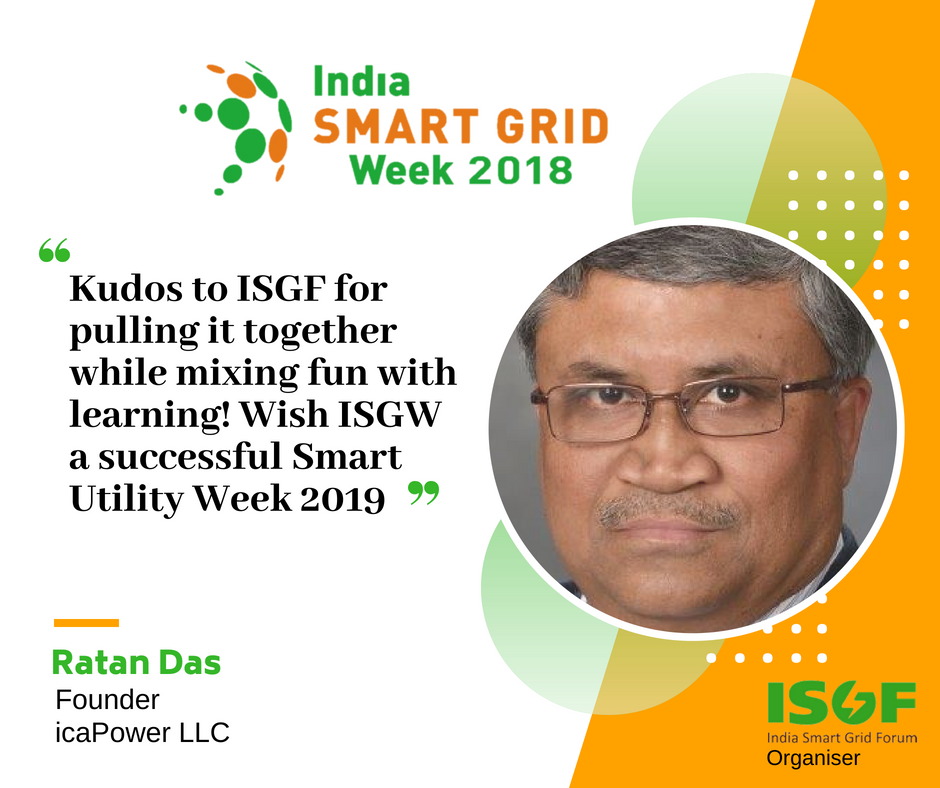 India
SMART GRID
Week 2018
“
Kudos to ISGF for
pulling it together
while mixing fun with
learning! Wish ISGW
a successful Smart
Utility Week 2019 ”
Ratan Das
Founder
icaPower LLC
ISGF
India Smart Grid Forum
Organiser